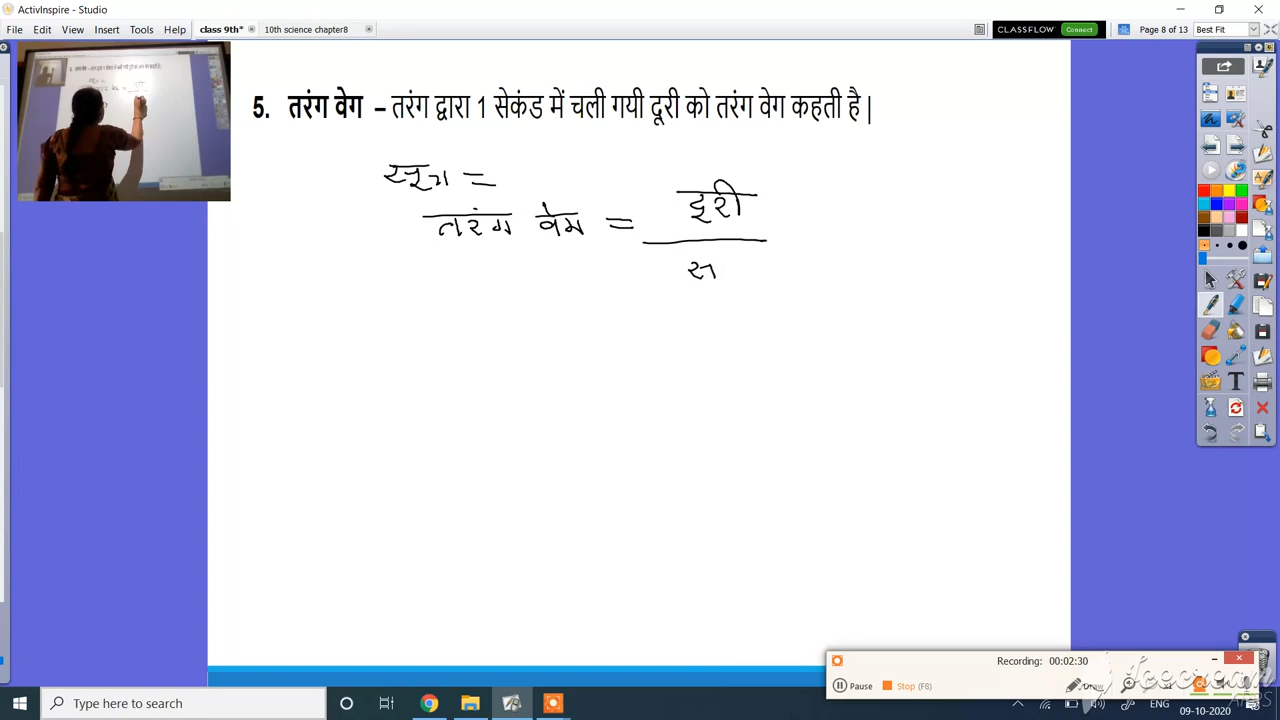 ActivInspire - Studio
File Edit View Insert Tools Help class 9th* 10th science chapter8 CLASSFLOW Connect Page 8 of 13 Best Fit
5. तरंग वेग – तरंग द्वारा 1 सेकंड में चली गयी दूरी को तरंग वेग कहती है |
सूत्र =
तरंग वेग = दूरी
स
Recording: 00:02:30
Pause Stop (F8) Draw
Type here to search
ENG
09-10-2020